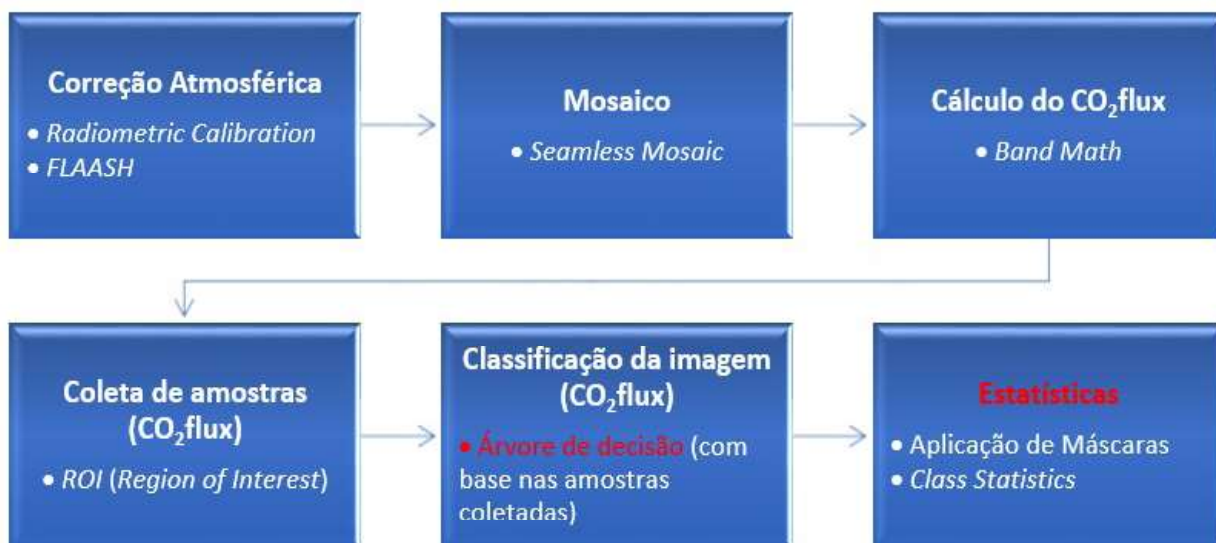 Correção Atmosférica
• Radiometric Calibration
• FLAASH
Mosaico
• Seamless Mosaic
Cálculo do CO₂flux
• Band Math
Coleta de amostras
(CO₂flux)
• ROI (Region of Interest)
Classificação da imagem
(CO₂flux)
• Árvore de decisão (com
base nas amostras
coletadas)
Estatísticas
• Aplicação de Máscaras
• Class Statistics